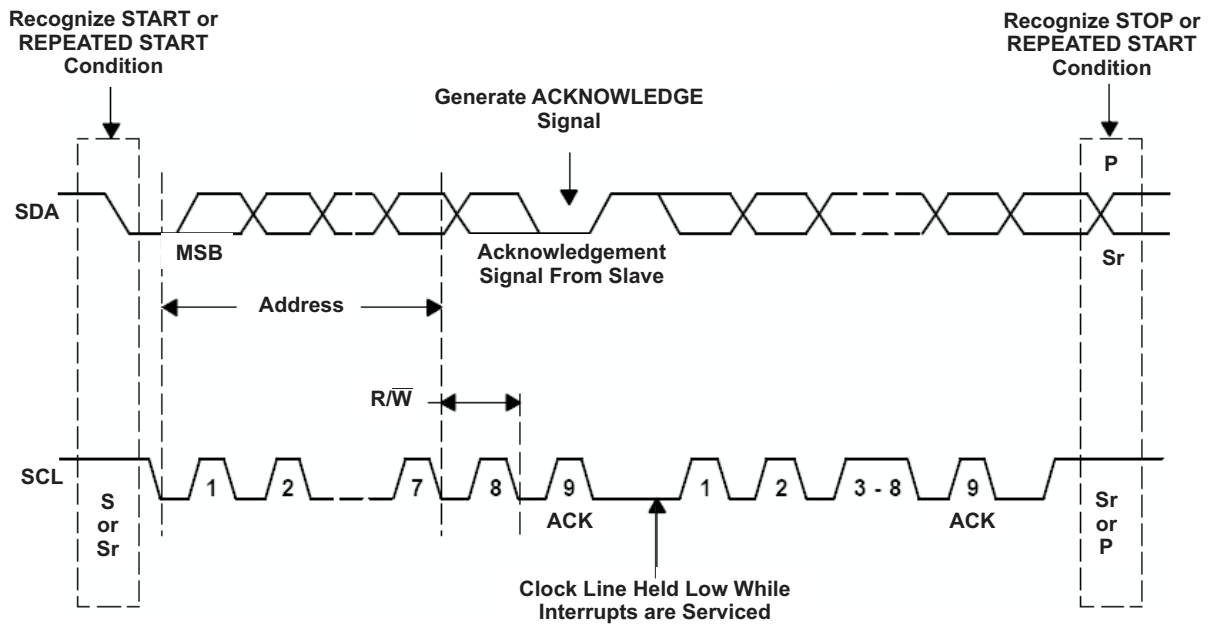 Recognize START or
REPEATED START
Condition
Recognize STOP or
REPEATED START
Condition
Generate ACKNOWLEDGE
Signal
P
SDA
MSB
Acknowledgement
Signal From Slave
Sr
Address
R/W̅
SCL
1
2
7
8
9
1
2
3 - 8
9
ACK
ACK
S
or
Sr
Sr
or
P
Clock Line Held Low While
Interrupts are Serviced